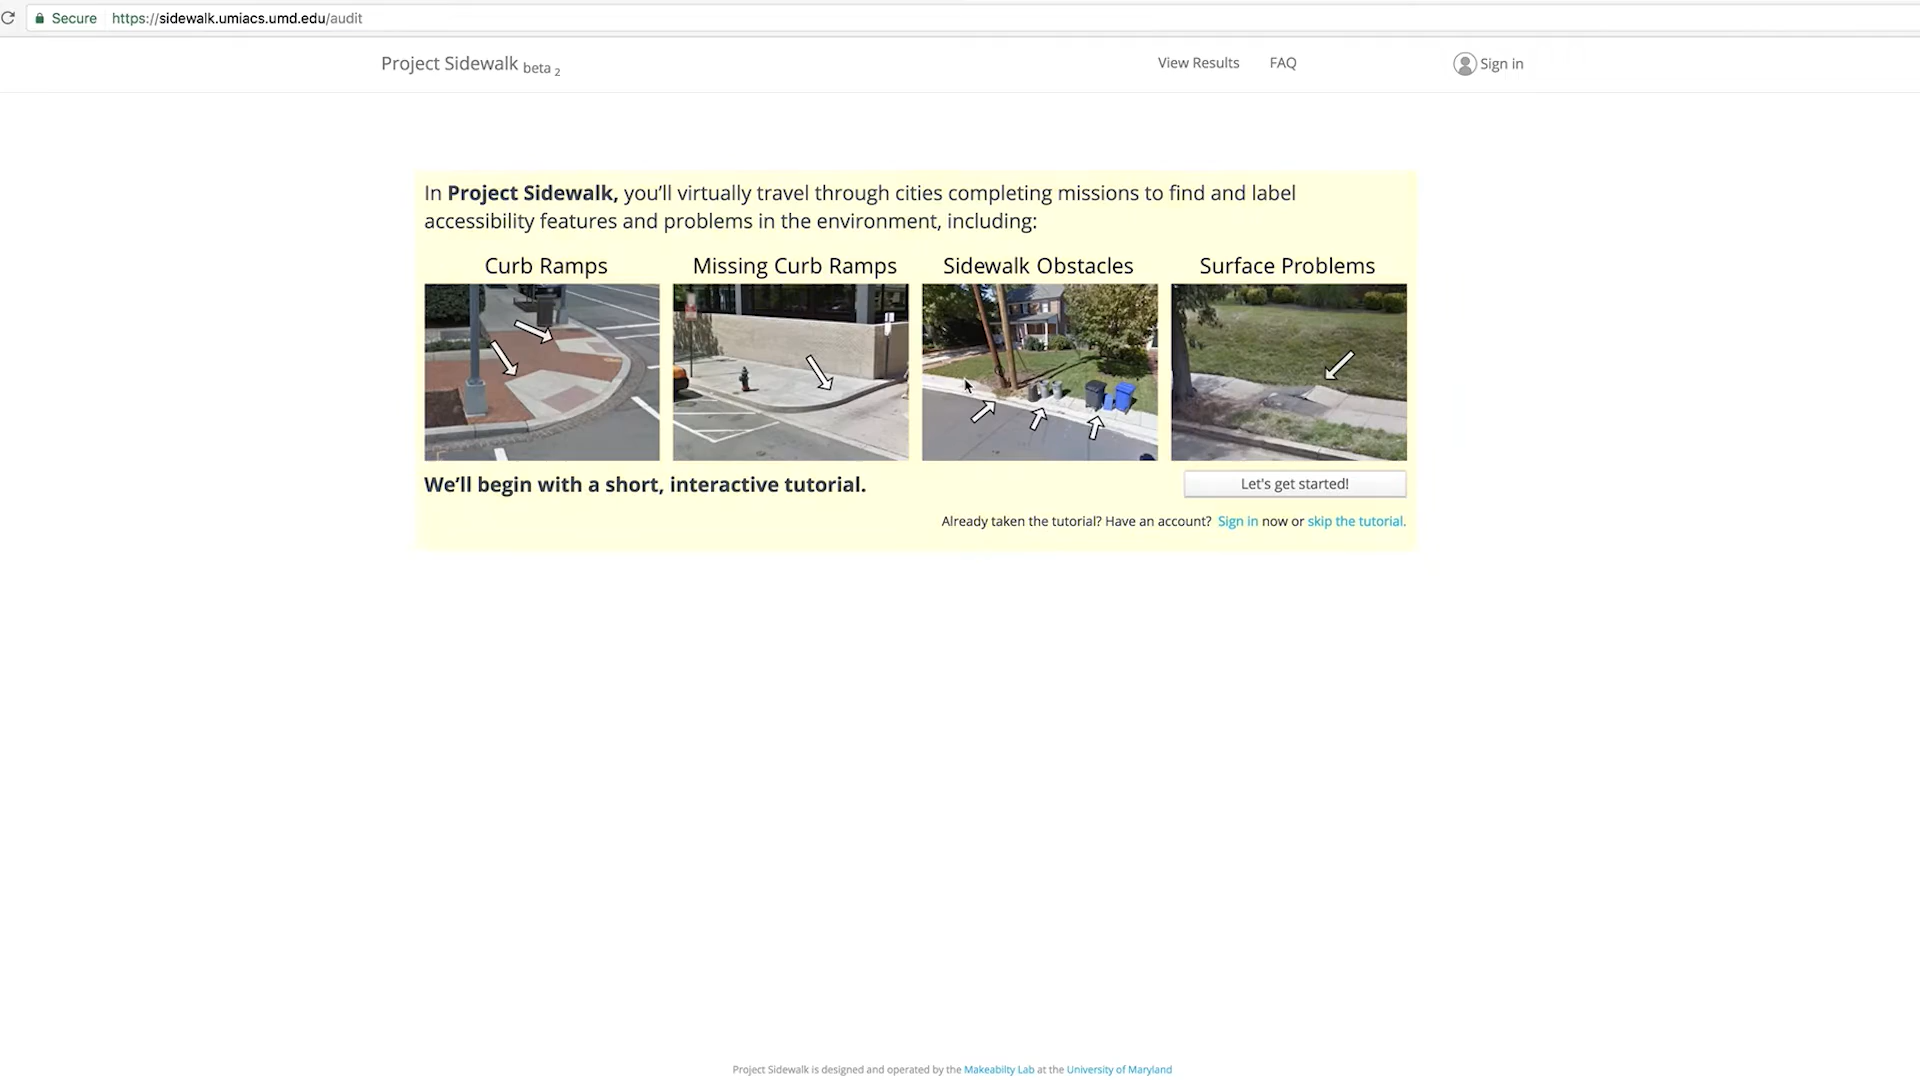 Secure https://sidewalk.umiacs.umd.edu/audit
Project Sidewalk beta 2
View Results FAQ Sign in
In Project Sidewalk, you’ll virtually travel through cities completing missions to find and label
accessibility features and problems in the environment, including:
Curb Ramps Missing Curb Ramps Sidewalk Obstacles Surface Problems
We’ll begin with a short, interactive tutorial.
Let's get started!
Already taken the tutorial? Have an account? Sign in now or skip the tutorial.
Project Sidewalk is designed and operated by the Makeabilty Lab at the University of Maryland